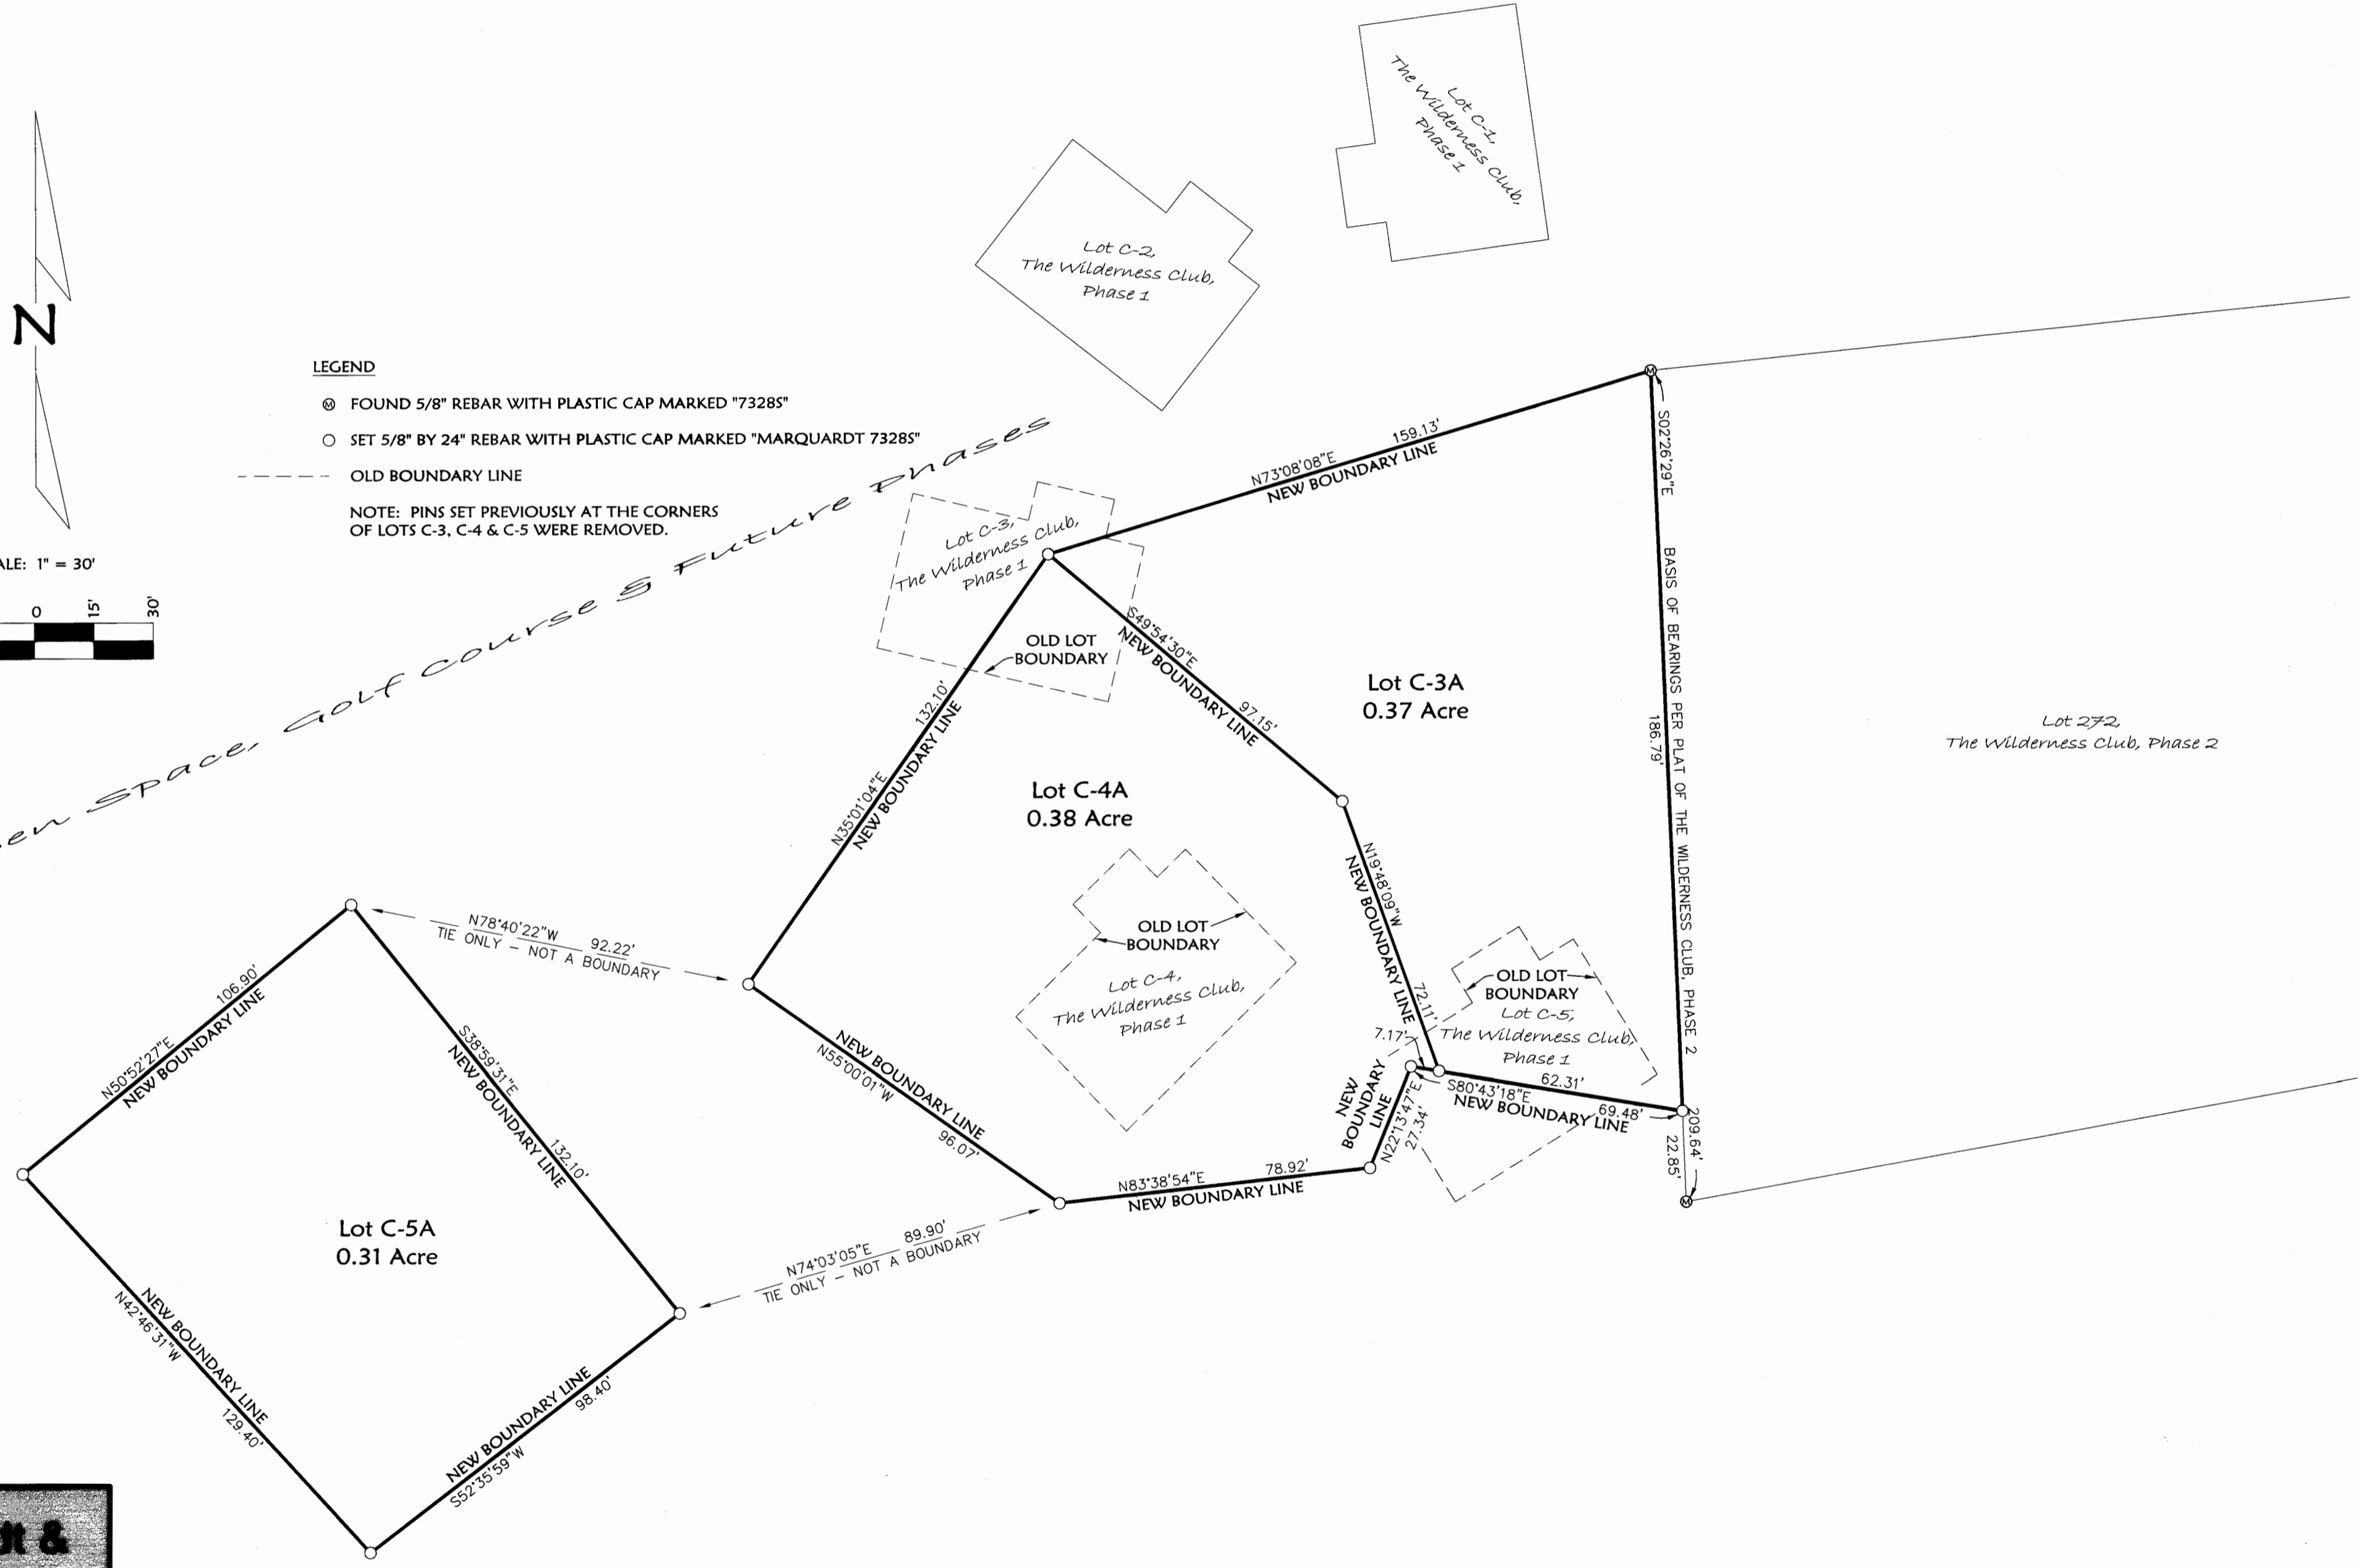 Lot C-1,
The Wilderness Club,
Phase 1
Lot C-2,
The Wilderness Club,
Phase 1
N
LEGEND
Ⓜ FOUND 5/8" REBAR WITH PLASTIC CAP MARKED "7328S"
○ SET 5/8" BY 24" REBAR WITH PLASTIC CAP MARKED "MARQUARDT 7328S"
OLD BOUNDARY LINE
NOTE: PINS SET PREVIOUSLY AT THE CORNERS
OF LOTS C-3, C-4 & C-5 WERE REMOVED.
ALE: 1" = 30'
0 15' 30'
en Space, Golf Course & Future Phases
Lot C-3,
The Wilderness Club,
Phase 1
OLD LOT
BOUNDARY
N73°08'08"E 159.13'
NEW BOUNDARY LINE
S02°26'29"E
BASIS OF BEARINGS PER PLAT OF THE WILDERNESS CLUB, PHASE 2
186.79'
S49°54'30"E 97.15'
NEW BOUNDARY LINE
Lot C-3A
0.37 Acre
Lot 272,
The Wilderness Club, Phase 2
132.10'
N35°01'04"E
NEW BOUNDARY LINE
Lot C-4A
0.38 Acre
OLD LOT
BOUNDARY
Lot C-4,
The Wilderness Club,
Phase 1
N19°48'09"W 72.11'
NEW BOUNDARY LINE
OLD LOT
BOUNDARY
Lot C-5,
The Wilderness Club,
Phase 1
7.17'
S80°43'18"E 62.31'
NEW BOUNDARY LINE
69.48'
209.64'
22.85'
NEW
BOUNDARY
LINE
N22°13'47"E
27.34'
N83°38'54"E 78.92'
NEW BOUNDARY LINE
NEW BOUNDARY LINE
N55°00'01"W 96.07'
N78°40'22"W 92.22'
TIE ONLY - NOT A BOUNDARY
N74°03'05"E 89.90'
TIE ONLY - NOT A BOUNDARY
N50°52'27"E 106.90'
NEW BOUNDARY LINE
S38°59'31"E 132.10'
NEW BOUNDARY LINE
Lot C-5A
0.31 Acre
NEW BOUNDARY LINE
N42°46'31"W 129.40'
NEW BOUNDARY LINE
S52°35'59"W 98.40'
&